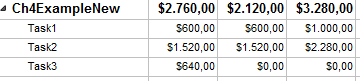 Ch4ExampleNew $2.760,00 $2.120,00 $3.280,00
Task1 $600,00 $600,00 $1.000,00
Task2 $1.520,00 $1.520,00 $2.280,00
Task3 $640,00 $0,00 $0,00